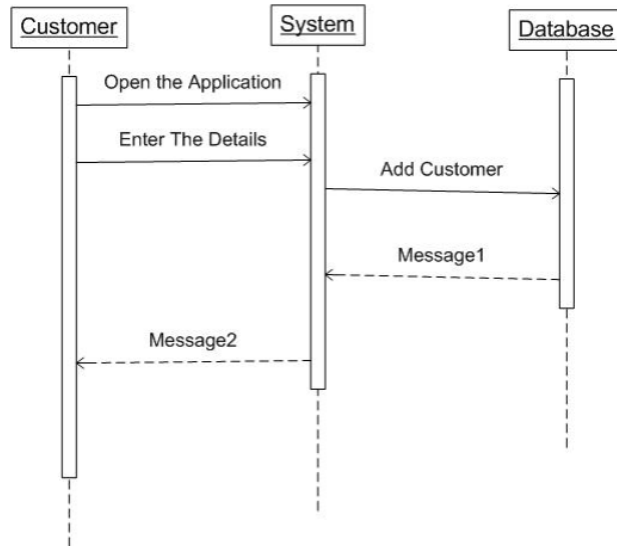 Customer
System
Database
Open the Application
Enter The Details
Add Customer
Message1
Message2